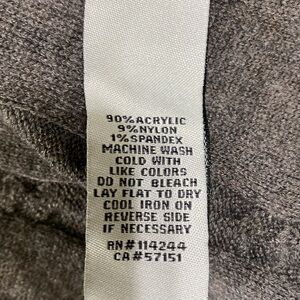 90% ACRYLIC
9% NYLON
1% SPANDEX
MACHINE WASH
COLD WITH
LIKE COLORS
DO NOT BLEACH
LAY FLAT TO DRY
COOL IRON ON
REVERSE SIDE
IF NECESSARY
RN# 114244
CA# 57151